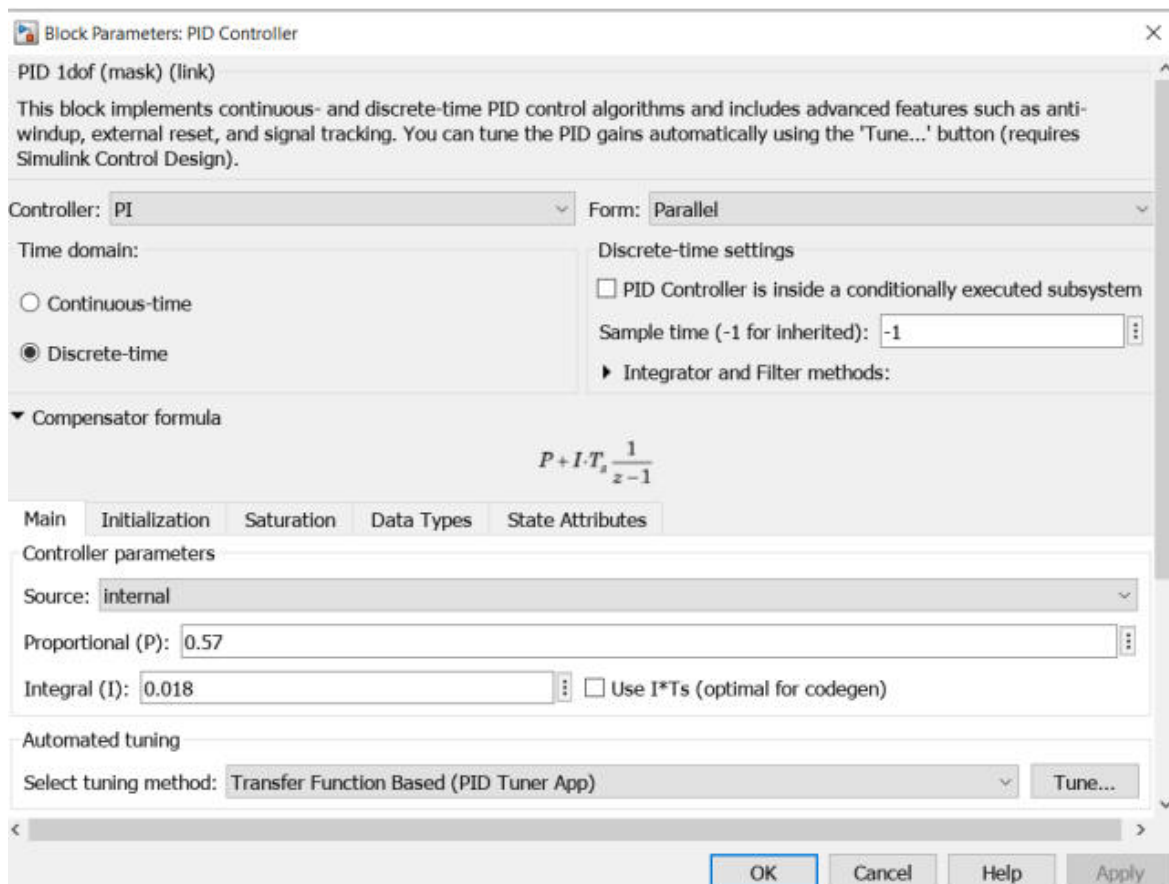 Block Parameters: PID Controller
PID 1dof (mask) (link)
This block implements continuous- and discrete-time PID control algorithms and includes advanced features such as anti-
windup, external reset, and signal tracking. You can tune the PID gains automatically using the 'Tune...' button (requires
Simulink Control Design).
Controller: PI Form: Parallel
Time domain:
Continuous-time
Discrete-time
Discrete-time settings
PID Controller is inside a conditionally executed subsystem
Sample time (-1 for inherited): -1
Integrator and Filter methods:
Compensator formula
P + I·Ts 1/(z − 1)
Main Initialization Saturation Data Types State Attributes
Controller parameters
Source: internal
Proportional (P): 0.57
Integral (I): 0.018 Use I*Ts (optimal for codegen)
Automated tuning
Select tuning method: Transfer Function Based (PID Tuner App) Tune...
OK Cancel Help Apply